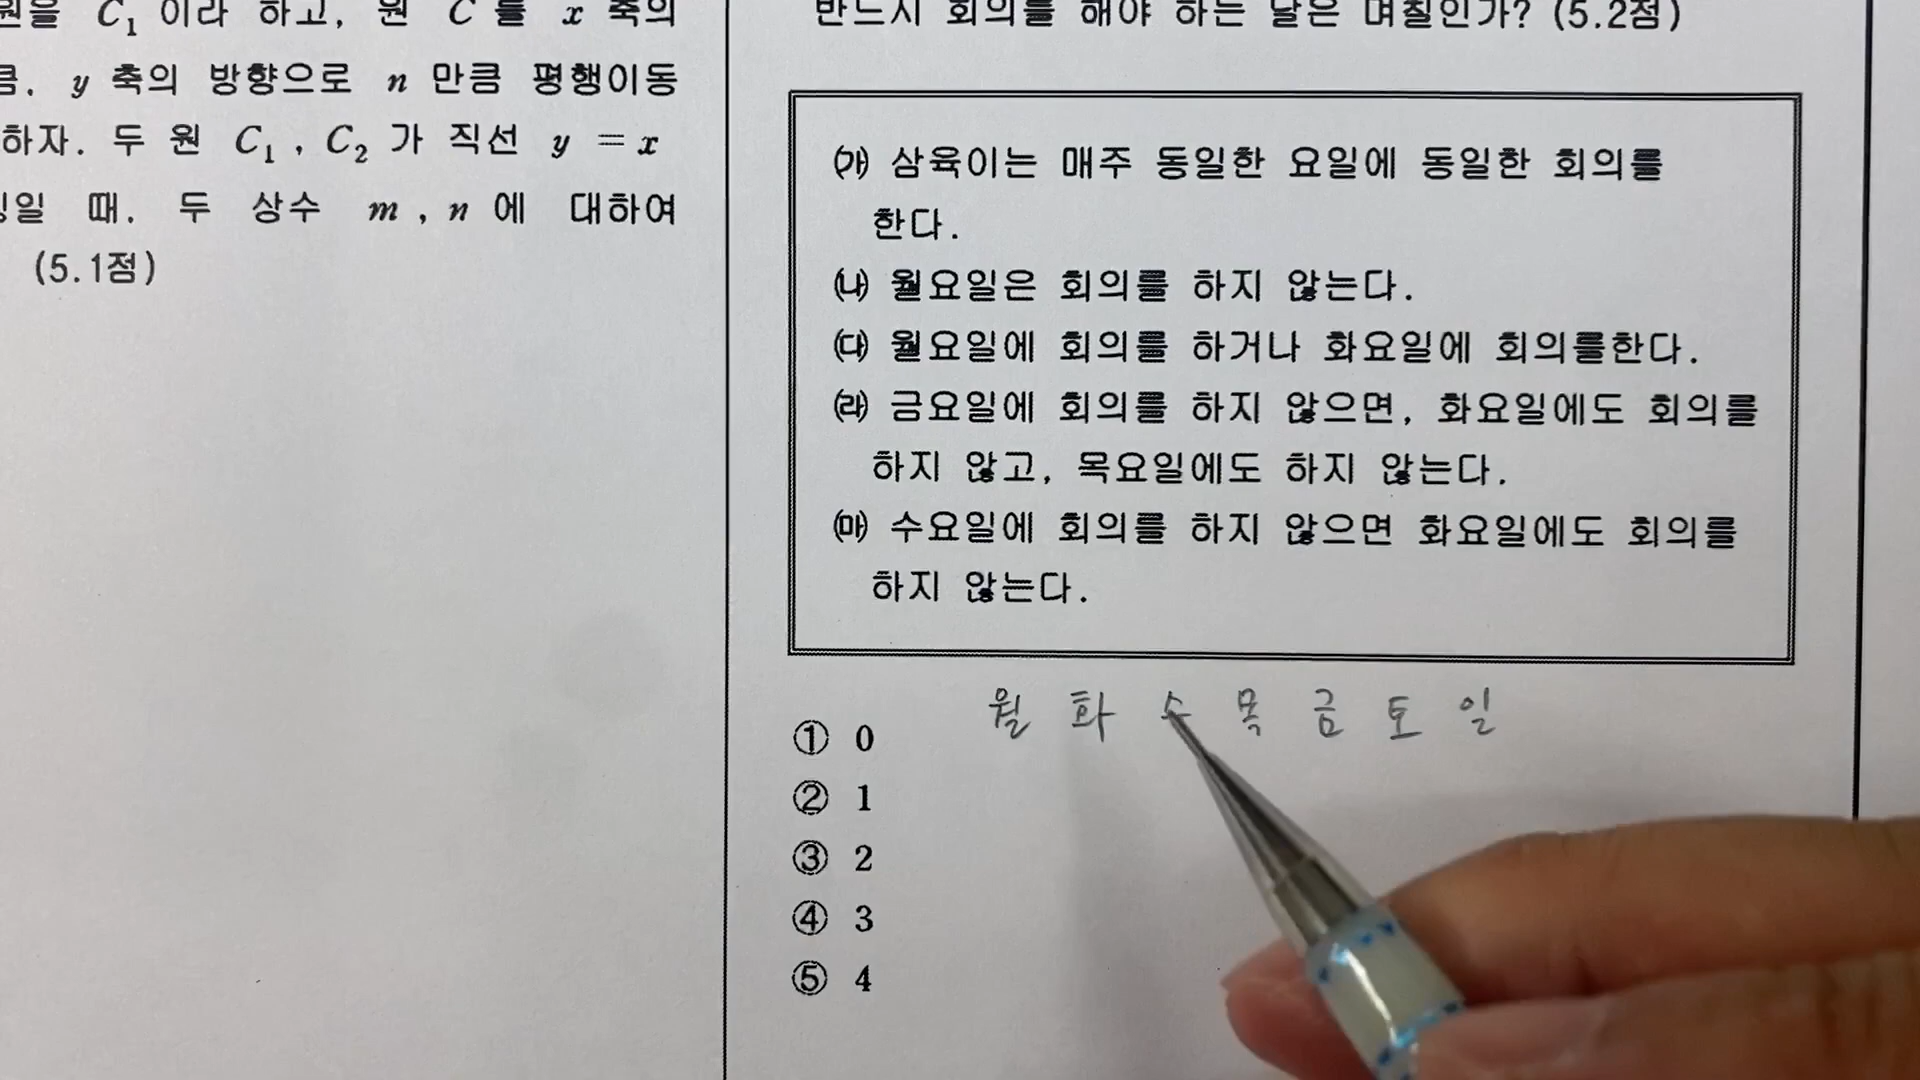 원을 C₁ 이라 하고, 원 C 를 x 축의
큼, y 축의 방향으로 n 만큼 평행이동
하자. 두 원 C₁, C₂ 가 직선 y = x
일 때, 두 상수 m, n 에 대하여
(5.1점)
반드시 회의를 해야 하는 날은 며칠인가? (5.2점)
㈎ 삼육이는 매주 동일한 요일에 동일한 회의를
한다.
㈏ 월요일은 회의를 하지 않는다.
㈐ 월요일에 회의를 하거나 화요일에 회의를한다.
㈑ 금요일에 회의를 하지 않으면, 화요일에도 회의를
하지 않고, 목요일에도 하지 않는다.
㈒ 수요일에 회의를 하지 않으면 화요일에도 회의를
하지 않는다.
월 화 수 목 금 토 일
① 0
② 1
③ 2
④ 3
⑤ 4